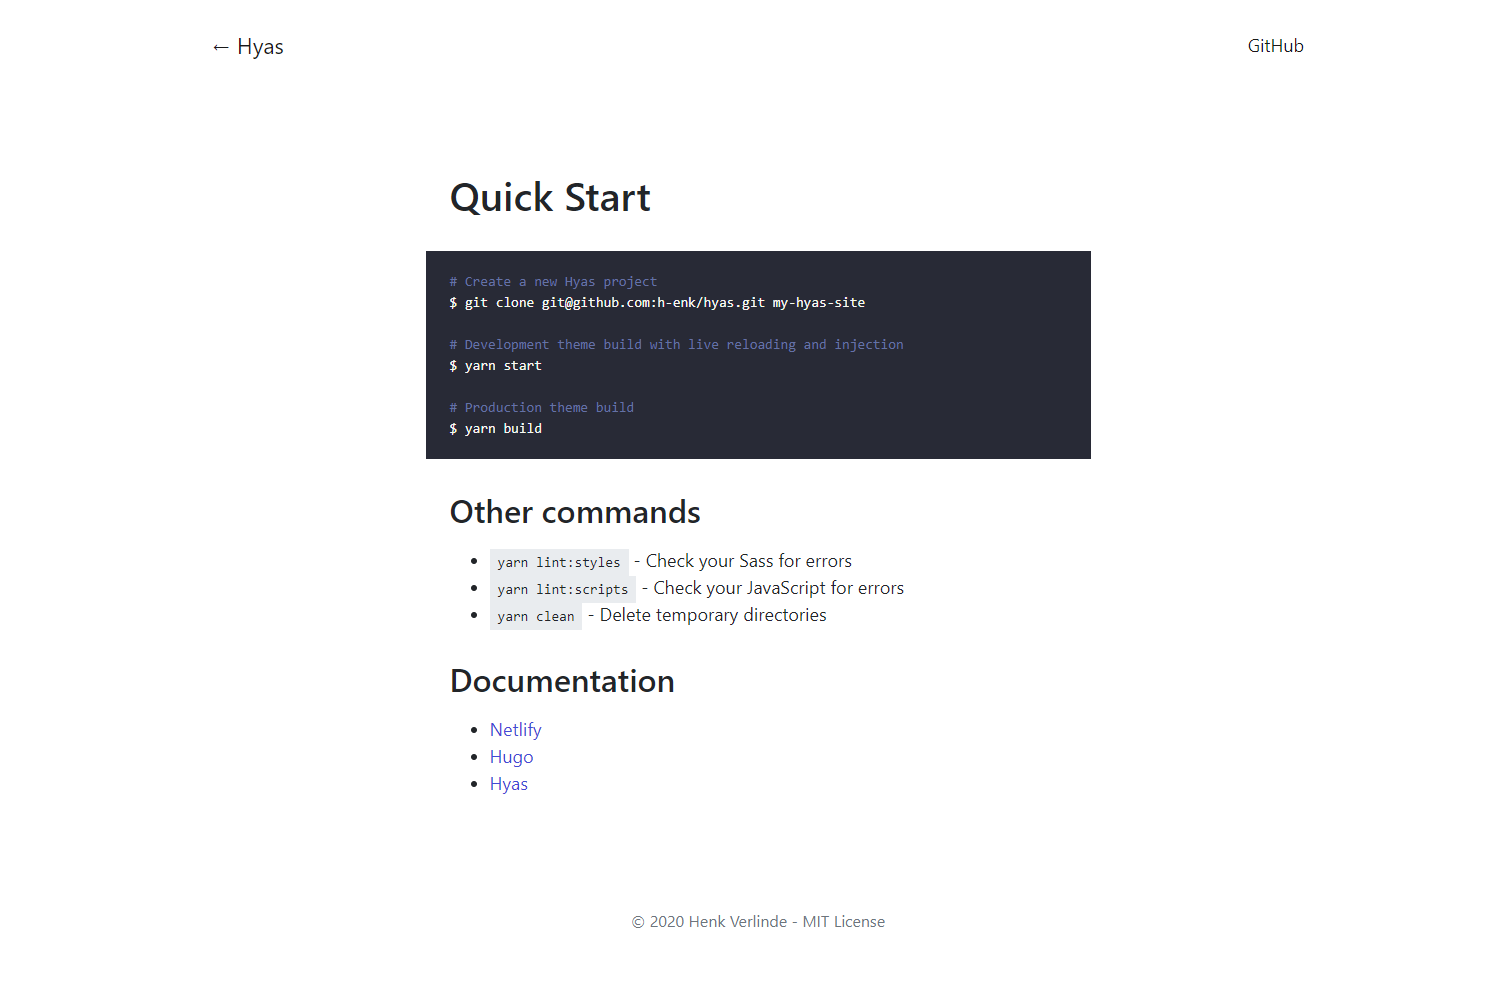 ← Hyas
GitHub
Quick Start
# Create a new Hyas project
$ git clone git@github.com:h-enk/hyas.git my-hyas-site
# Development theme build with live reloading and injection
$ yarn start
# Production theme build
$ yarn build
Other commands
• yarn lint:styles - Check your Sass for errors
• yarn lint:scripts - Check your JavaScript for errors
• yarn clean - Delete temporary directories
Documentation
• Netlify
• Hugo
• Hyas
© 2020 Henk Verlinde - MIT License